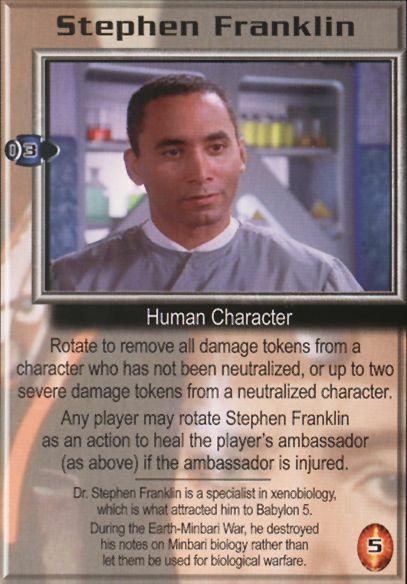 Stephen Franklin
03
Human Character
Rotate to remove all damage tokens from a
character who has not been neutralized, or up to two
severe damage tokens from a neutralized character.
Any player may rotate Stephen Franklin
as an action to heal the player's ambassador
(as above) if the ambassador is injured.
Dr. Stephen Franklin is a specialist in xenobiology,
which is what attracted him to Babylon 5.
During the Earth-Minbari War, he destroyed
his notes on Minbari biology rather than
let them be used for biological warfare.
5